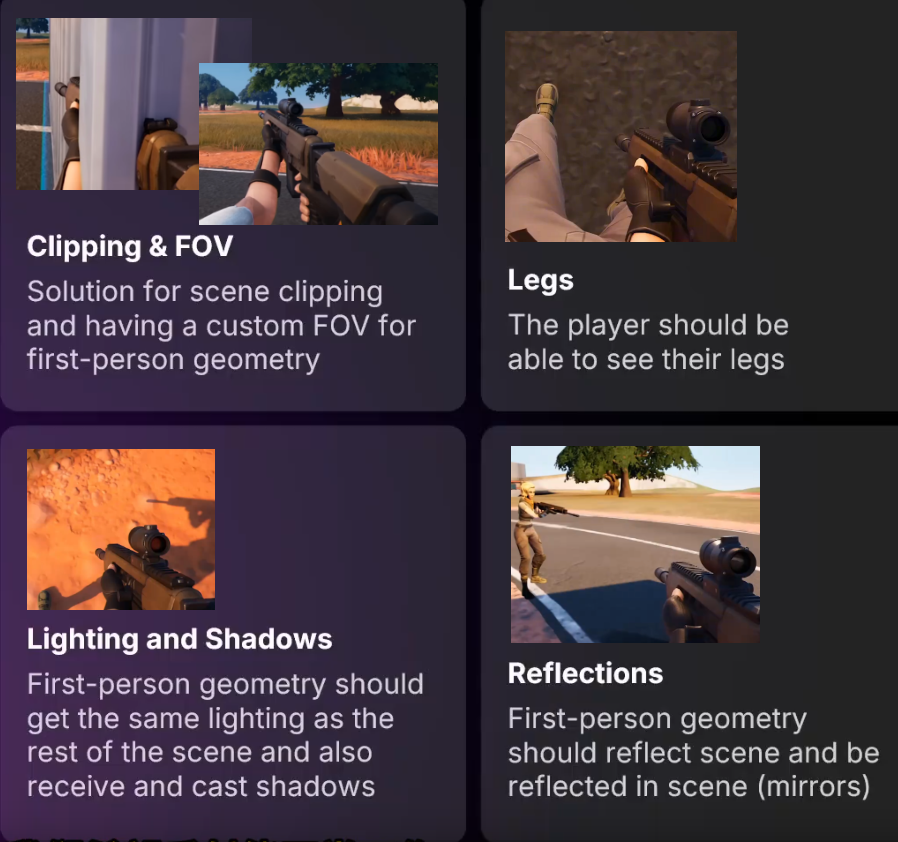 Clipping & FOV
Solution for scene clipping
and having a custom FOV for
first-person geometry
Legs
The player should be
able to see their legs
Lighting and Shadows
First-person geometry should
get the same lighting as the
rest of the scene and also
receive and cast shadows
Reflections
First-person geometry
should reflect scene and be
reflected in scene (mirrors)